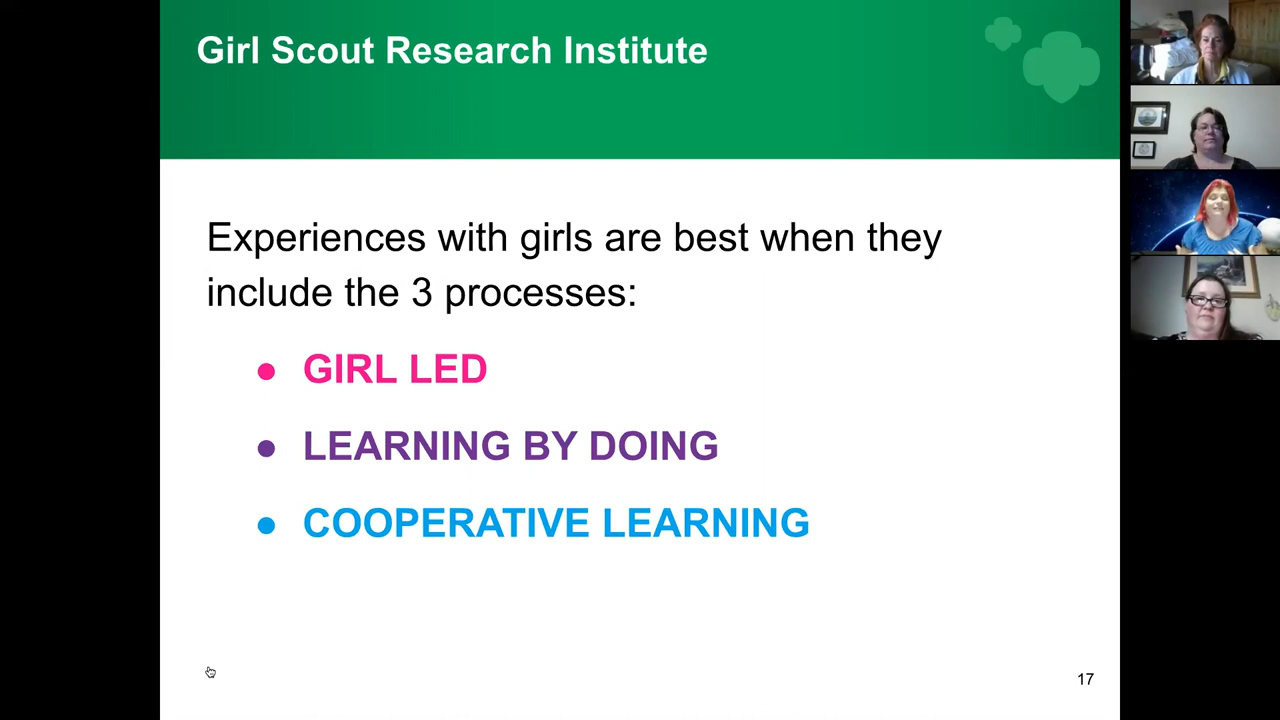 Girl Scout Research Institute
Experiences with girls are best when they
include the 3 processes:
● GIRL LED
● LEARNING BY DOING
● COOPERATIVE LEARNING
17